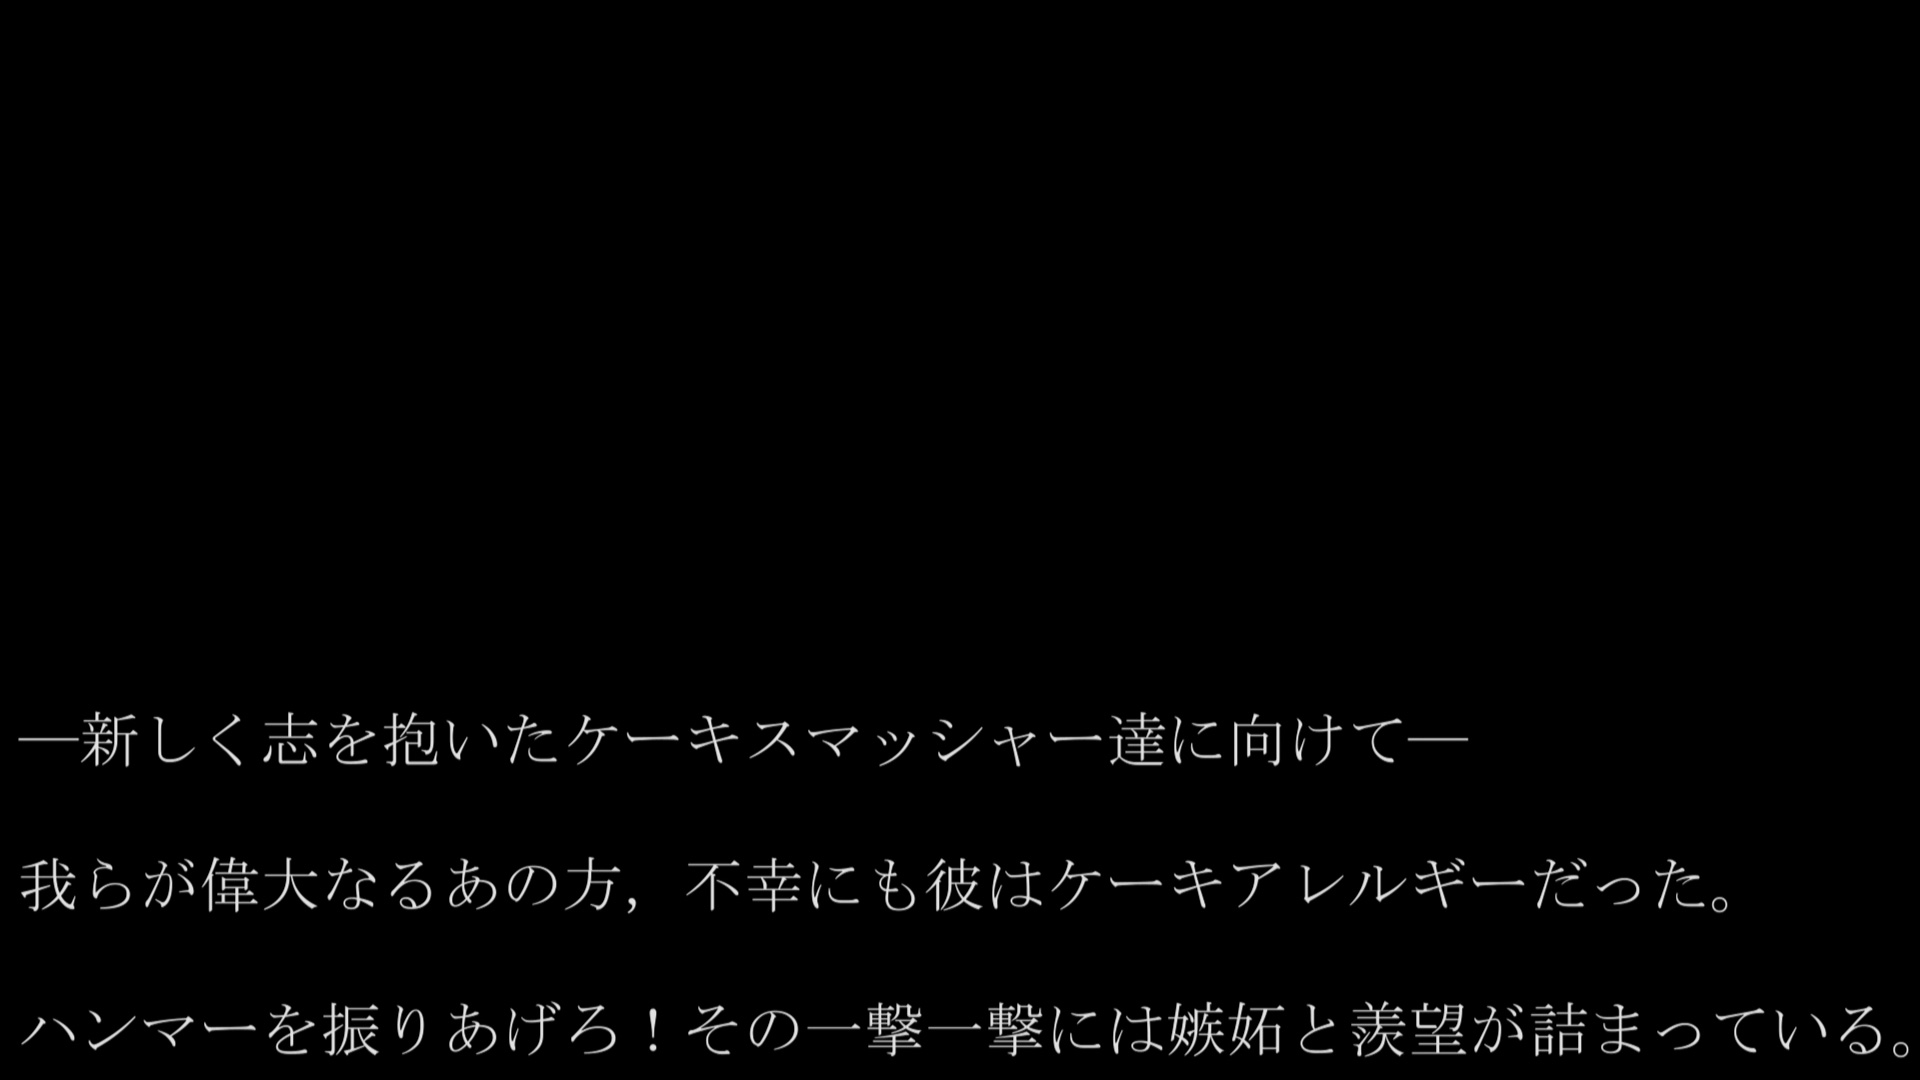 ―新しく志を抱いたケーキスマッシャー達に向けて―
我らが偉大なるあの方，不幸にも彼はケーキアレルギーだった。
ハンマーを振りあげろ！その一撃一撃には嫉妬と羨望が詰まっている。